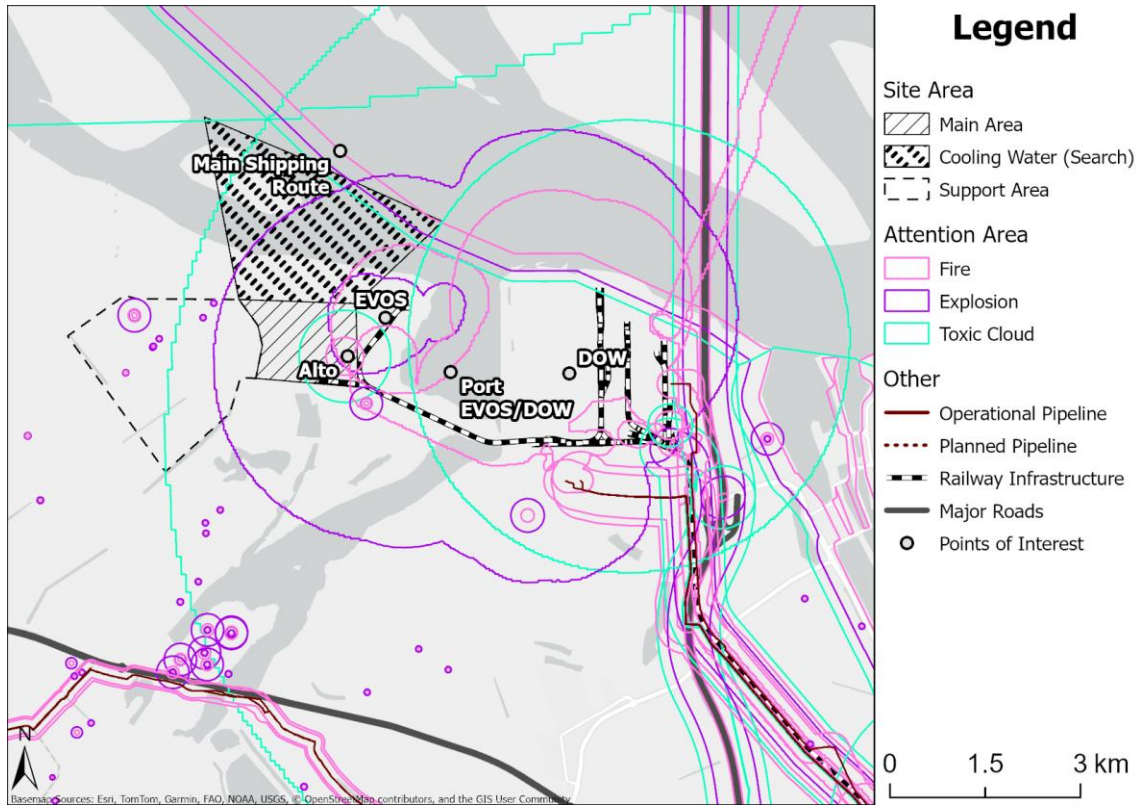 Main Shipping
Route
EVOS
Alto
Port
EVOS/DOW
DOW
N
Basemap Sources: Esri, TomTom, Garmin, FAO, NOAA, USGS, © OpenStreetMap contributors, and the GIS User Community
Legend
Site Area
Main Area
Cooling Water (Search)
Support Area
Attention Area
Fire
Explosion
Toxic Cloud
Other
Operational Pipeline
Planned Pipeline
Railway Infrastructure
Major Roads
Points of Interest
0 1.5 3 km